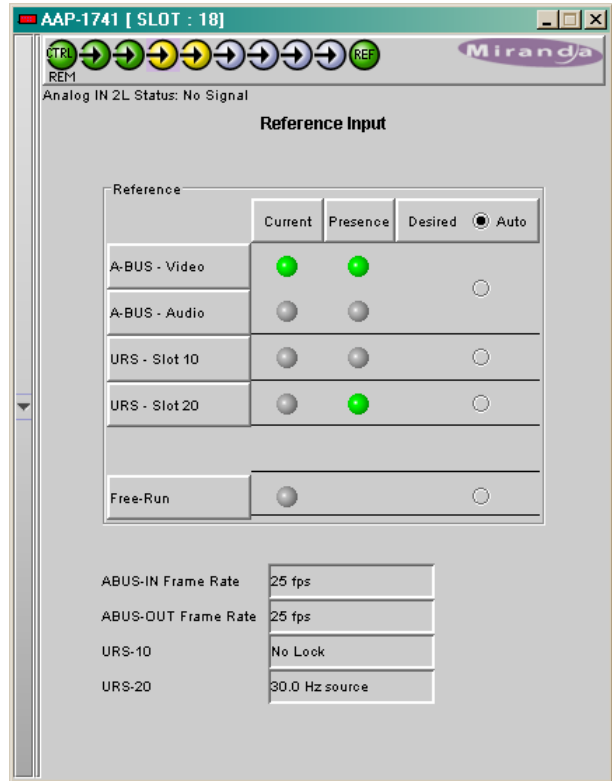 AAP-1741 [ SLOT : 18]
CTRL
REF
Miranda
REM
Analog IN 2L Status: No Signal
Reference Input
Reference
Current Presence Desired Auto
A-BUS - Video
A-BUS - Audio
URS - Slot 10
URS - Slot 20
Free-Run
ABUS-IN Frame Rate 25 fps
ABUS-OUT Frame Rate 25 fps
URS-10 No Lock
URS-20 30.0 Hz source